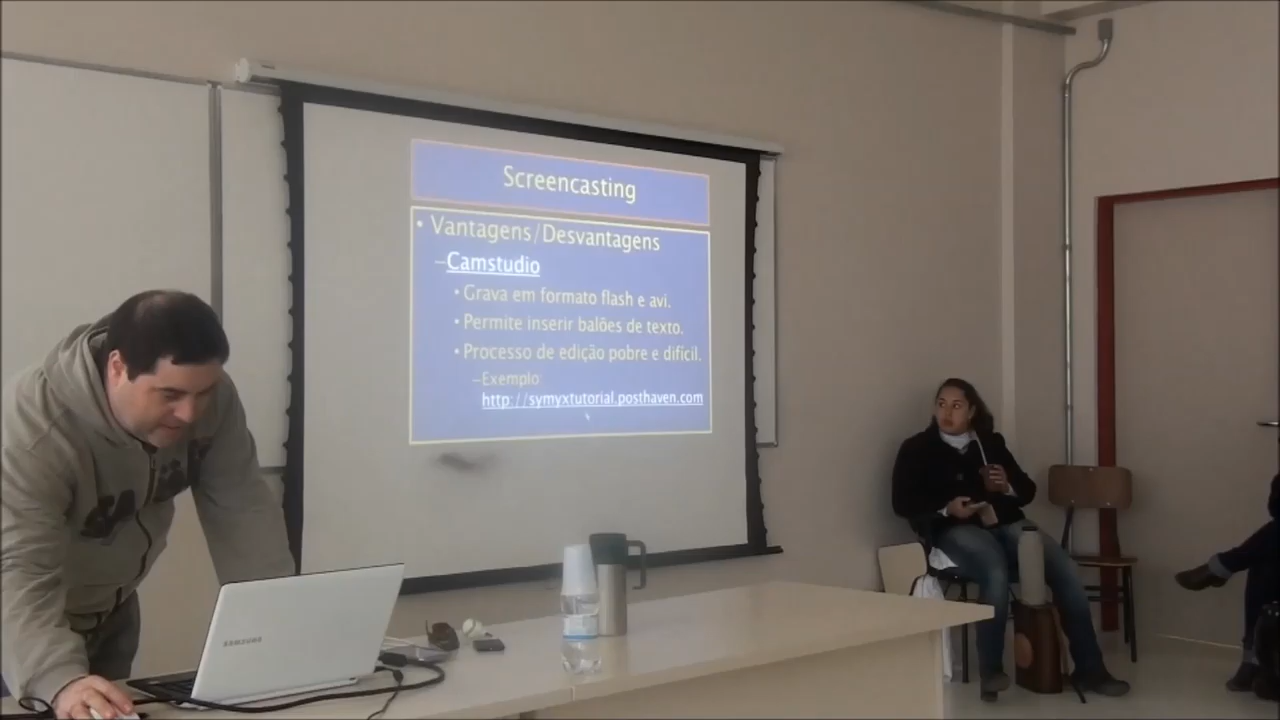 Screencasting
• Vantagens/Desvantagens
–Camstudio
• Grava em formato flash e avi.
• Permite inserir balões de texto.
• Processo de edição pobre e difícil.
–Exemplo:
http://symyxtutorial.posthaven.com
SAMSUNG